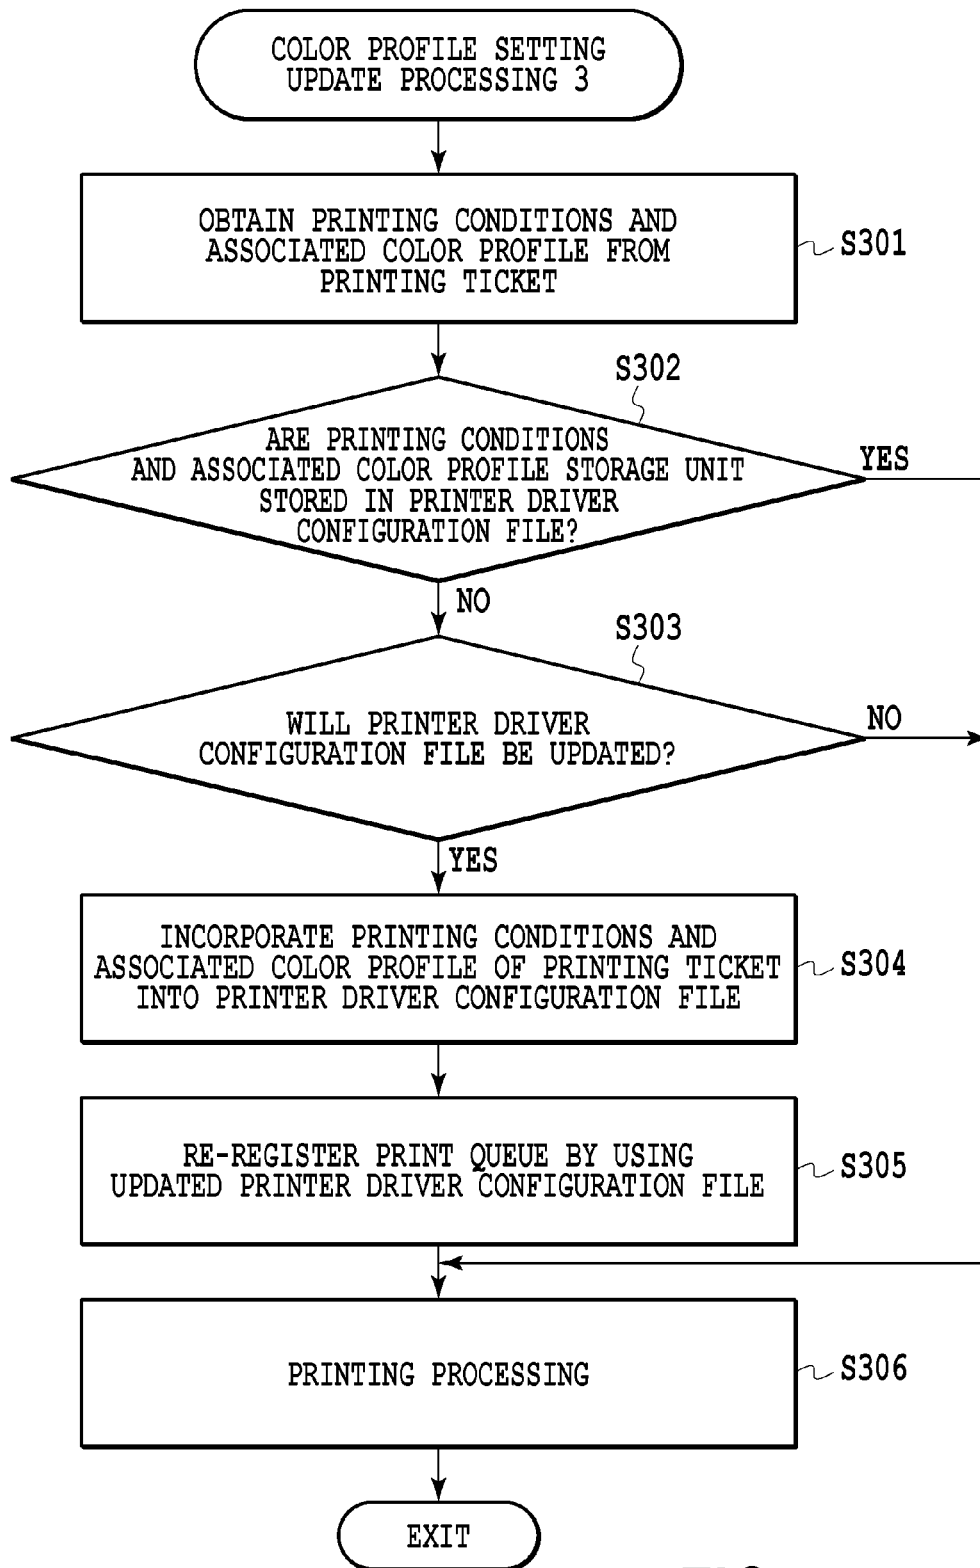 COLOR PROFILE SETTING
UPDATE PROCESSING 3
OBTAIN PRINTING CONDITIONS AND
ASSOCIATED COLOR PROFILE FROM
PRINTING TICKET
S301
S302
ARE PRINTING CONDITIONS
AND ASSOCIATED COLOR PROFILE STORAGE UNIT
STORED IN PRINTER DRIVER
CONFIGURATION FILE?
YES
NO
S303
WILL PRINTER DRIVER
CONFIGURATION FILE BE UPDATED?
NO
YES
INCORPORATE PRINTING CONDITIONS AND
ASSOCIATED COLOR PROFILE OF PRINTING TICKET
INTO PRINTER DRIVER CONFIGURATION FILE
S304
RE-REGISTER PRINT QUEUE BY USING
UPDATED PRINTER DRIVER CONFIGURATION FILE
S305
PRINTING PROCESSING
S306
EXIT